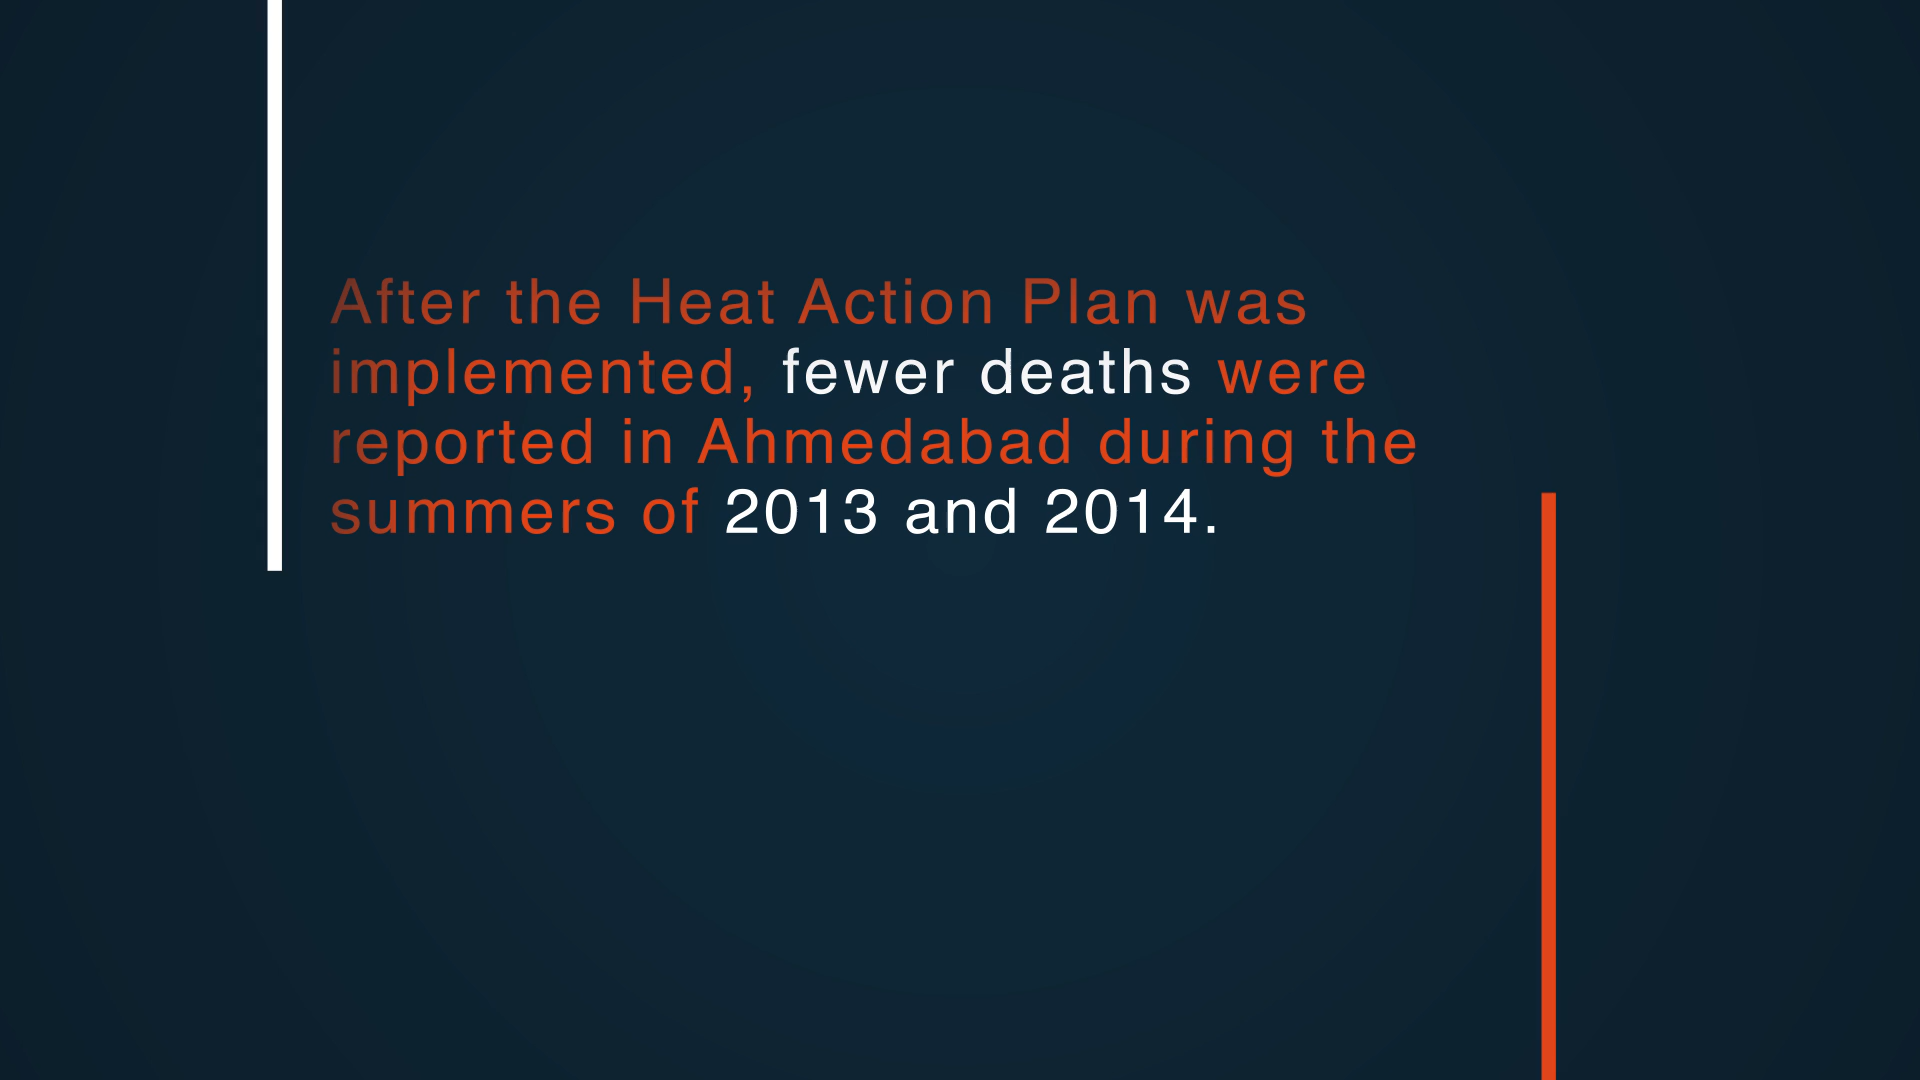 After the Heat Action Plan was
implemented, fewer deaths were
reported in Ahmedabad during the
summers of 2013 and 2014.